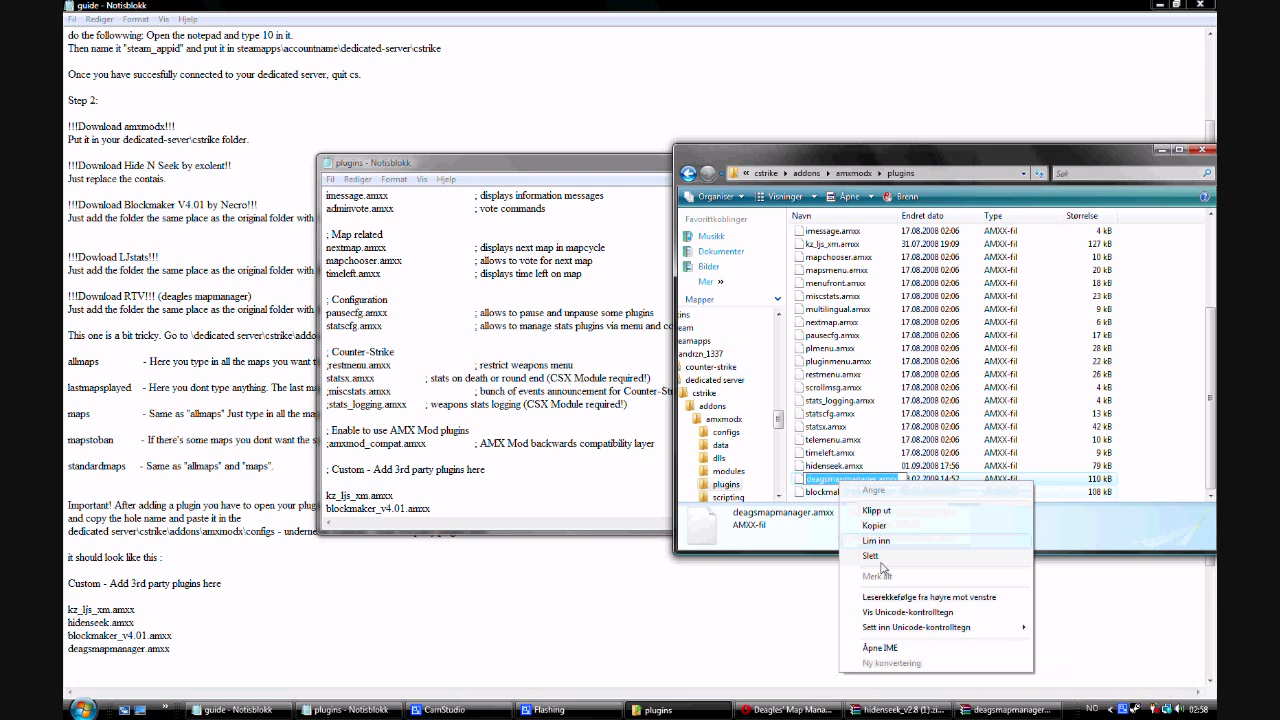 guide - Notisblokk
Fil Rediger Format Vis Hjelp
do the followwing: Open the notepad and type 10 in it.
Then name it "steam_appid" and put it in steamapps\accountname\dedicated-server\cstrike
Once you have succesfully connected to your dedicated server, quit cs.
Step 2:
!!!Download amxmodx!!!
Put it in your dedicated-sever\cstrike folder.
!!!Download Hide N Seek by exolent!!
Just replace the contais.
!!!Download Blockmaker V4.01 by Necro!!!
Just add the folder the same place as the original folder with
!!!Dowload LJstats!!!
Just add the folder the same place as the original folder with
!!!Download RTV!!! (deagles mapmanager)
Just add the folder the same place as the original folder with
This one is a bit tricky. Go to \dedicated server\cstrike\addo
allmaps - Here you type in all the maps you want t
lastmapsplayed - Here you dont type anything. The last ma
maps - Same as "allmaps" Just type in all the ma
mapstoban - If there's some maps you dont want the s
standardmaps - Same as "allmaps" and "maps".
Important! After adding a plugin you have to open your plug
and copy the hole name and paste it in the
dedicated server\cstrike\addons\amxmodx\configs - underne
it should look like this :
Custom - Add 3rd party plugins here
kz_ljs_xm.amxx
hidenseek.amxx
blockmaker_v4.01.amxx
deagsmapmanager.amxx
plugins - Notisblokk
Fil Rediger Format Vis Hjelp
imessage.amxx ; displays information messages
adminvote.amxx ; vote commands
; Map related
nextmap.amxx ; displays next map in mapcycle
mapchooser.amxx ; allows to vote for next map
timeleft.amxx ; displays time left on map
; Configuration
pausecfg.amxx ; allows to pause and unpause some plugins
statscfg.amxx ; allows to manage stats plugins via menu and co
; Counter-Strike
;restmenu.amxx ; restrict weapons menu
statsx.amxx ; stats on death or round end (CSX Module required!)
;miscstats.amxx ; bunch of events announcement for Counter-Str
;stats_logging.amxx ; weapons stats logging (CSX Module required!)
; Enable to use AMX Mod plugins
;amxmod_compat.amxx ; AMX Mod backwards compatibility layer
; Custom - Add 3rd party plugins here
kz_ljs_xm.amxx
blockmaker_v4.01.amxx
« cstrike addons amxmodx plugins Søk
Organiser Visninger Åpne Brenn
Favorittkoblinger
Musikk
Dokumenter
Bilder
Mer »
Mapper
eam
eamapps
andrzn_1337
counter-strike
dedicated server
cstrike
addons
amxmodx
configs
data
dlls
modules
plugins
scripting
Navn Endret dato Type Størrelse
imessage.amxx 17.08.2008 02:06 AMXX-fil 4 kB
kz_ljs_xm.amxx 31.07.2008 19:09 AMXX-fil 127 kB
mapchooser.amxx 17.08.2008 02:06 AMXX-fil 10 kB
mapsmenu.amxx 17.08.2008 02:06 AMXX-fil 28 kB
menufront.amxx 17.08.2008 02:06 AMXX-fil 23 kB
miscstats.amxx 17.08.2008 02:06 AMXX-fil 46 kB
multilingual.amxx 17.08.2008 02:06 AMXX-fil 9 kB
nextmap.amxx 17.08.2008 02:06 AMXX-fil 6 kB
pausecfg.amxx 17.08.2008 02:06 AMXX-fil 17 kB
plmenu.amxx 17.08.2008 02:06 AMXX-fil 58 kB
pluginmenu.amxx 17.08.2008 02:06 AMXX-fil 22 kB
restmenu.amxx 17.08.2008 02:06 AMXX-fil 26 kB
scrollmsg.amxx 17.08.2008 02:06 AMXX-fil 4 kB
stats_logging.amxx 17.08.2008 02:06 AMXX-fil 4 kB
statscfg.amxx 17.08.2008 02:06 AMXX-fil 13 kB
statsx.amxx 17.08.2008 02:06 AMXX-fil 42 kB
telemenu.amxx 17.08.2008 02:06 AMXX-fil 9 kB
timeleft.amxx 17.08.2008 02:06 AMXX-fil 10 kB
hidenseek.amxx 01.09.2008 17:56 AMXX-fil 79 kB
deagsmapmanager.amxx 14:52 AMXX-fil 110 kB
blockmal 108 kB
deagsmapmanager.amxx
AMXX-fil
Angre
Klipp ut
Kopier
Lim inn
Slett
Merk alt
Leserekkefølge fra høyre mot venstre
Vis Unicode-kontrolltegn
Sett inn Unicode-kontrolltegn
Åpne IME
Ny konvertering
guide - Notisblokk plugins - Notisblokk CamStudio Flashing plugins Deagles' Map Mana... hidenseek_v2.8 (1).zi... deagsmapmanager.... NO 02:58